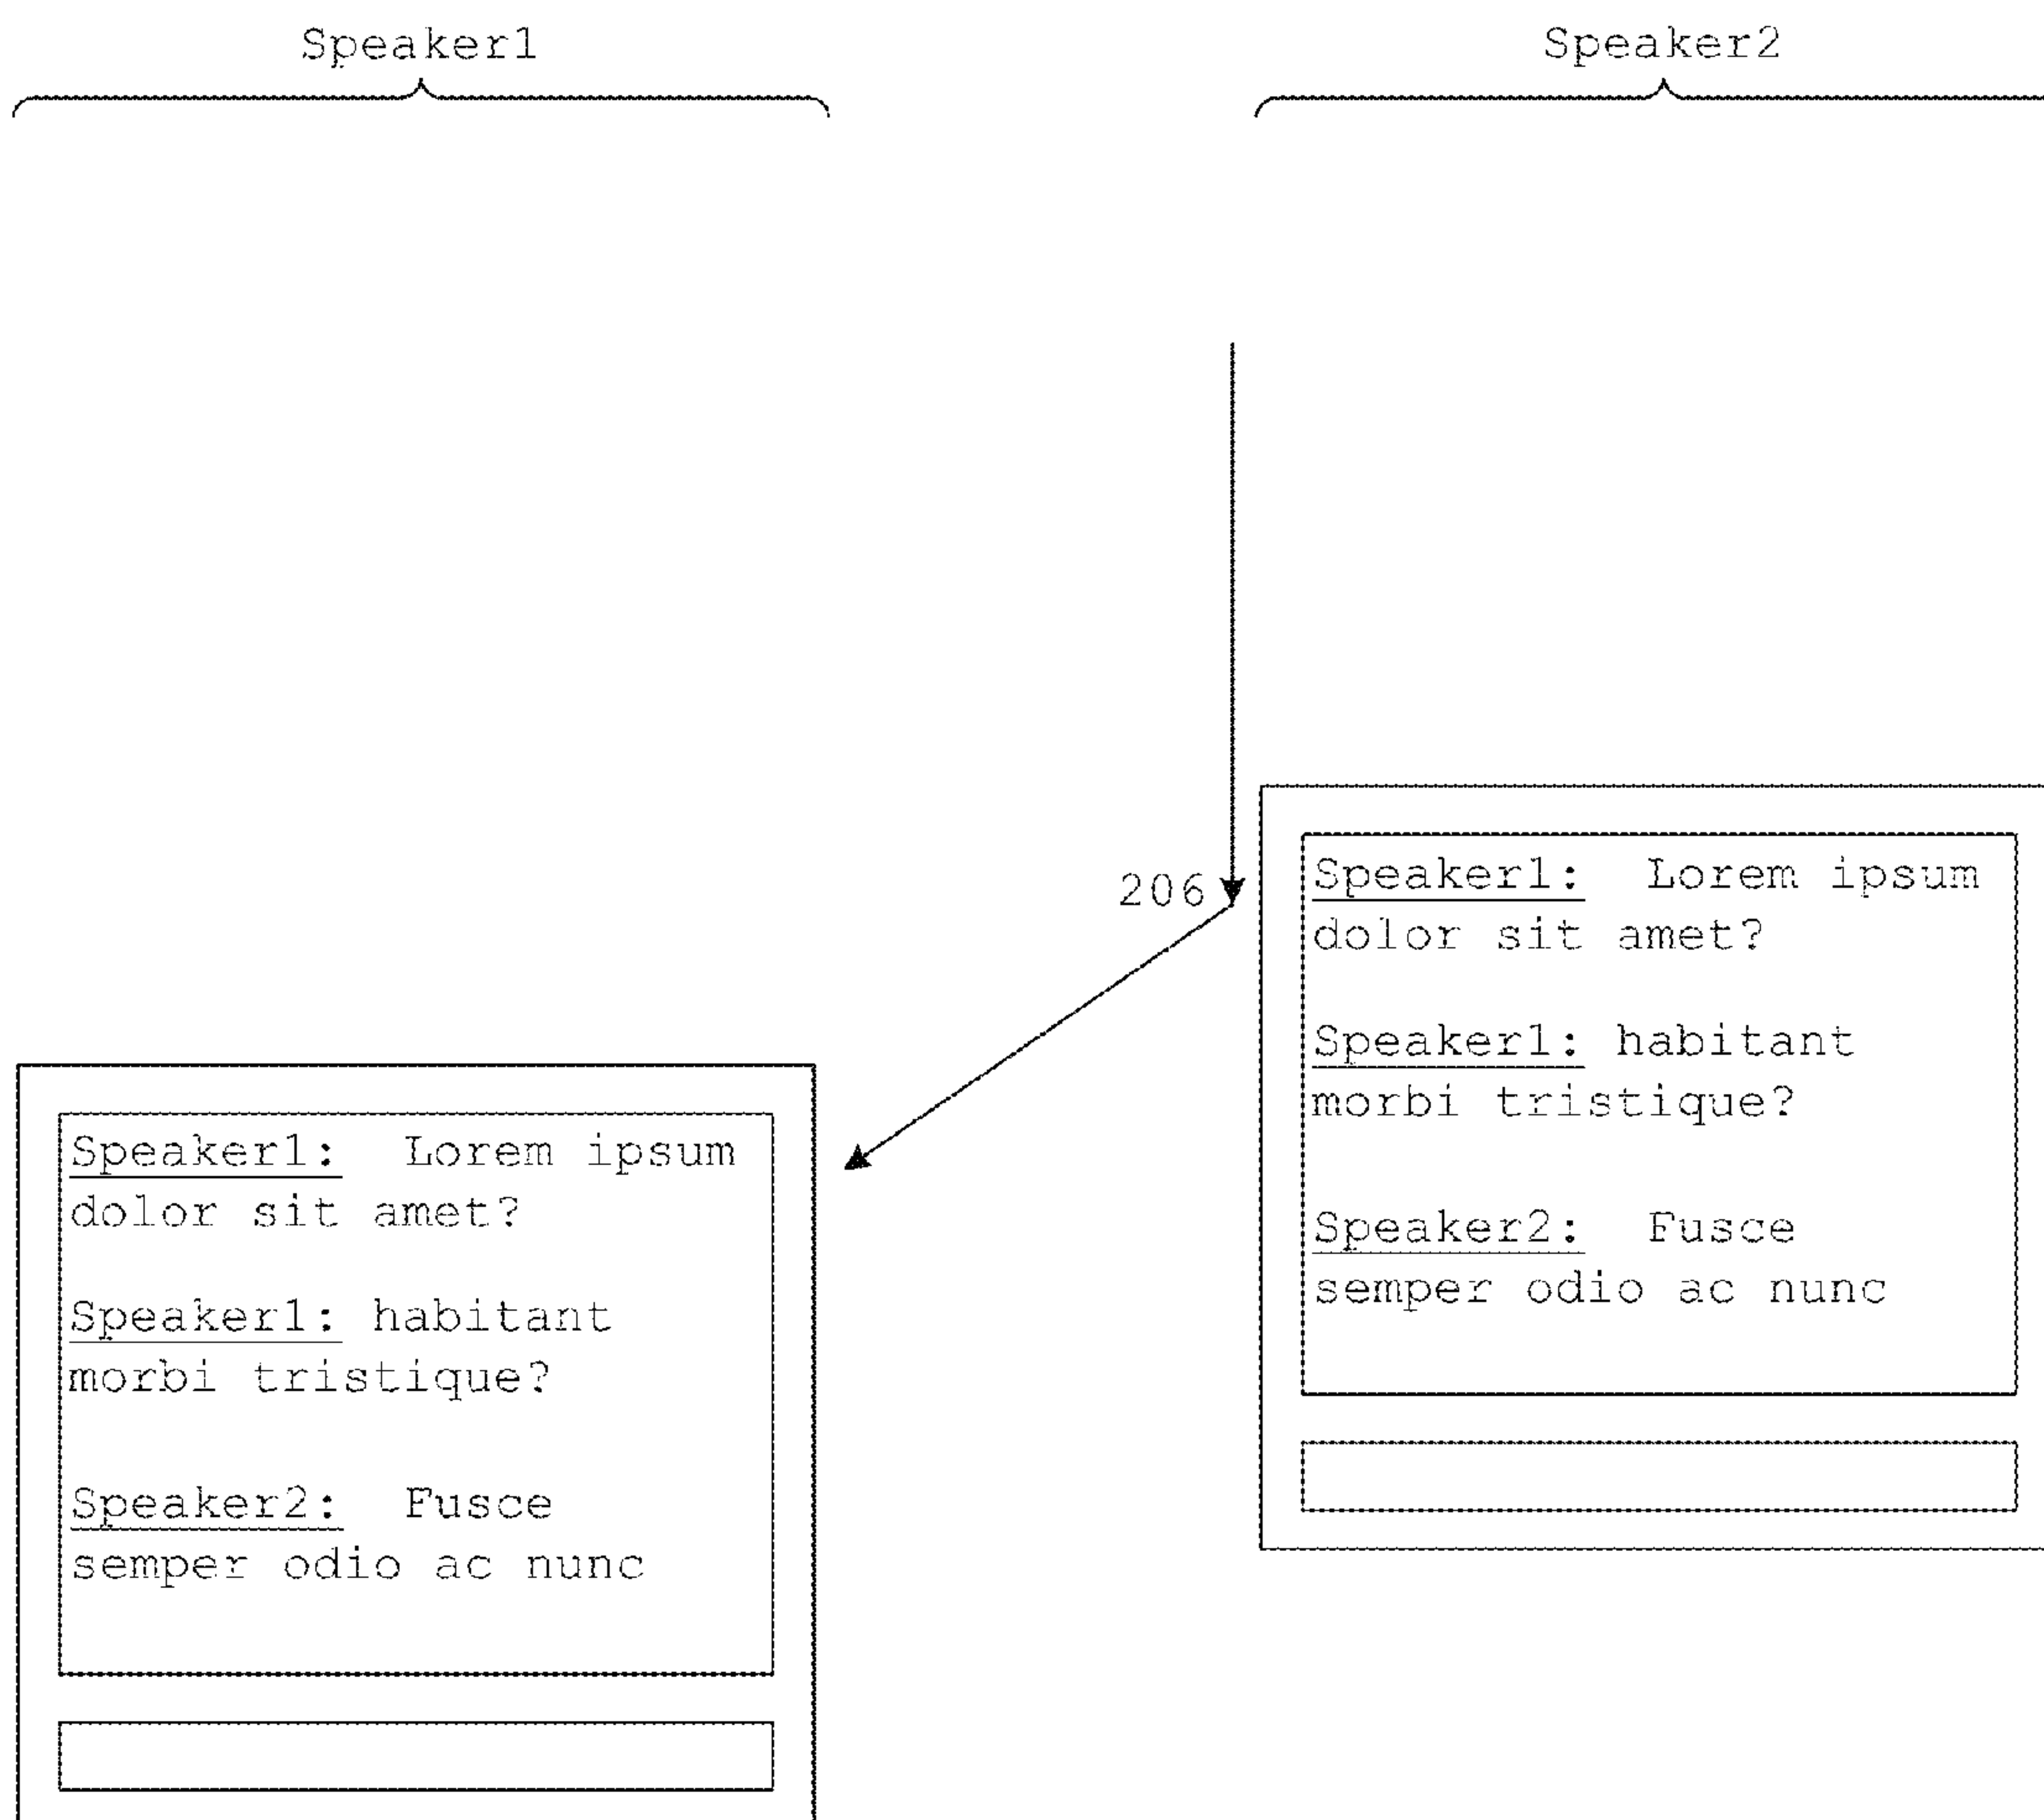 Speaker1
Speaker2
206
Speaker1: Lorem ipsum
dolor sit amet?
Speaker1: habitant
morbi tristique?
Speaker2: Fusce
semper odio ac nunc
Speaker1: Lorem ipsum
dolor sit amet?
Speaker1: habitant
morbi tristique?
Speaker2: Fusce
semper odio ac nunc